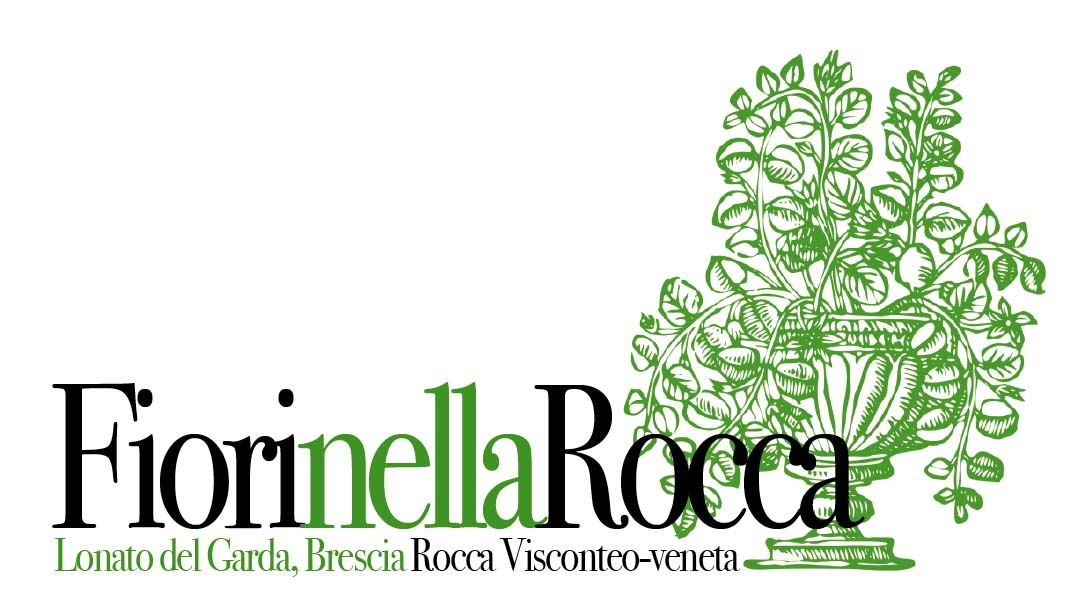 FiorinellaRocca
Lonato del Garda, Brescia Rocca Visconteo-veneta